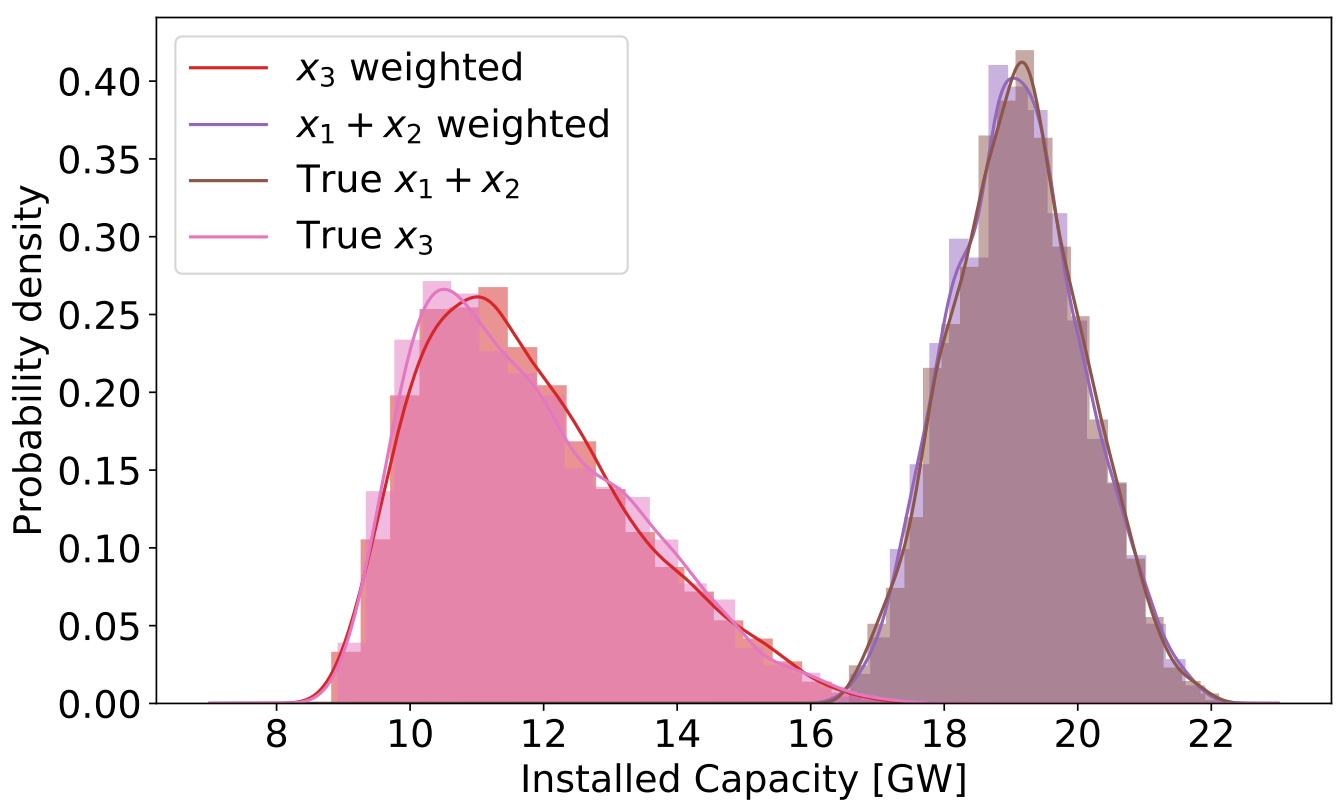 x₃ weighted
x₁ + x₂ weighted
True x₁ + x₂
True x₃
Probability density
0.40
0.35
0.30
0.25
0.20
0.15
0.10
0.05
0.00
8 10 12 14 16 18 20 22
Installed Capacity [GW]